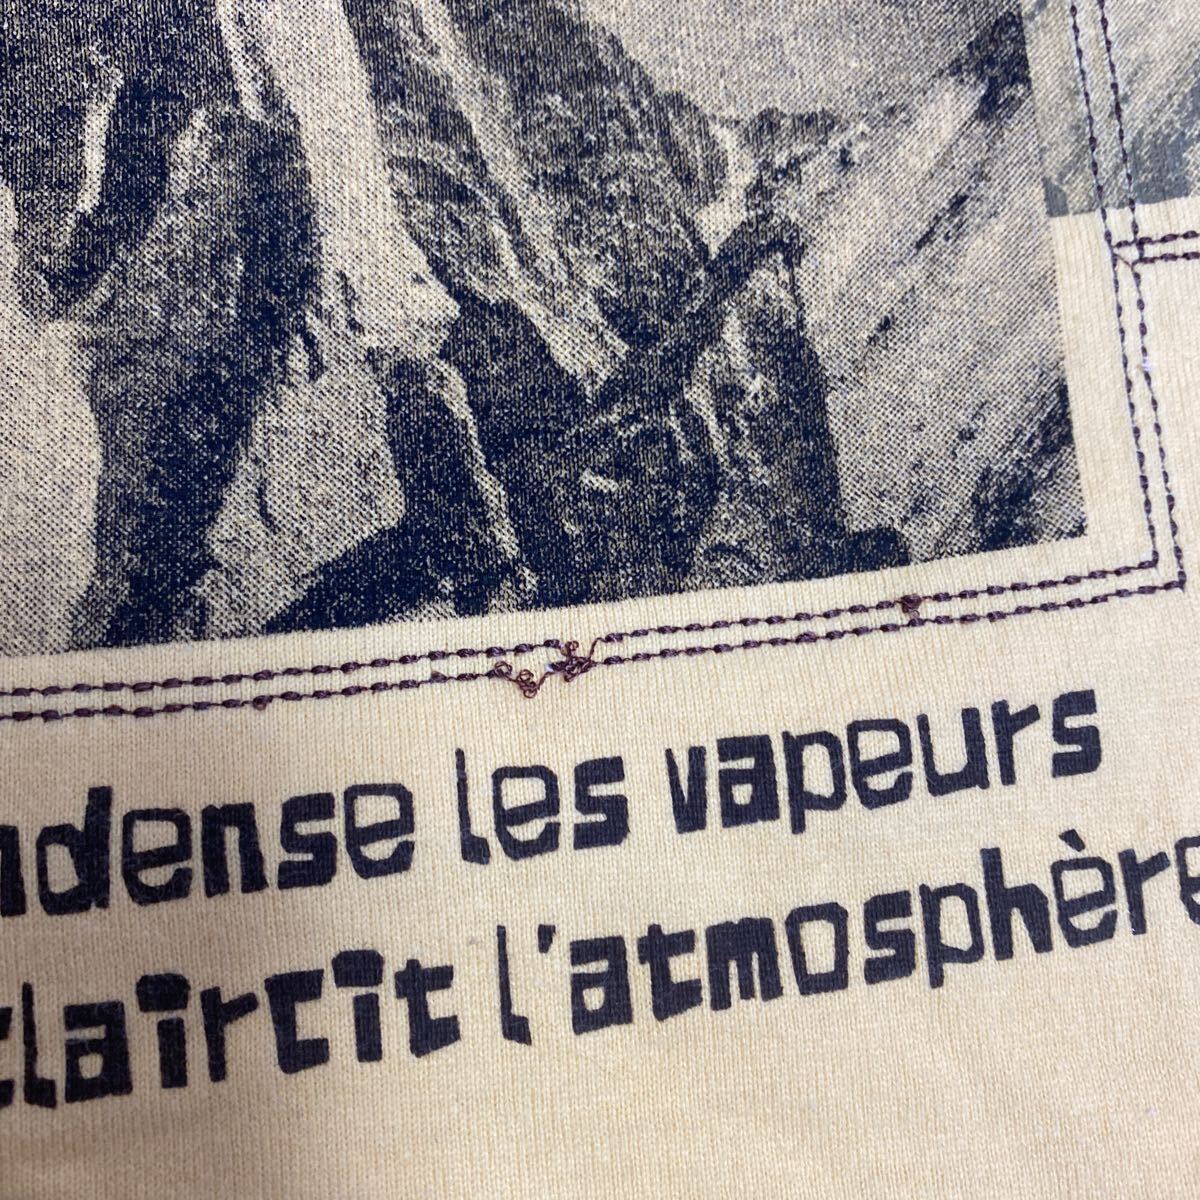 ndense les vapeurs
claircit l'atmosphère